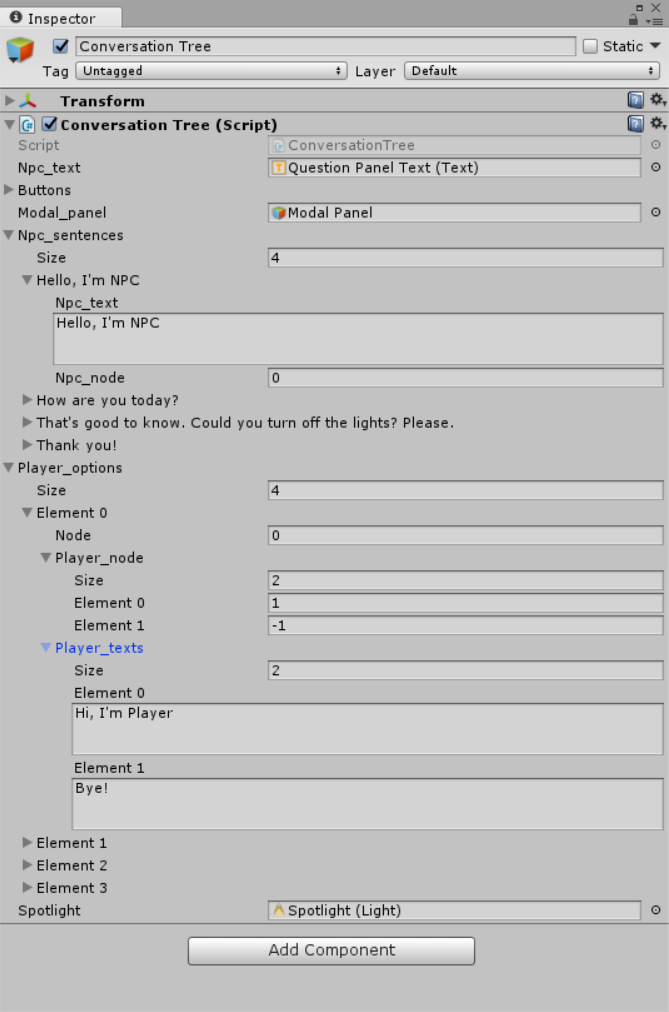 Inspector
Conversation Tree Static
Tag Untagged Layer Default
Transform
Conversation Tree (Script)
Script ConversationTree
Npc_text Question Panel Text (Text)
Buttons
Modal_panel Modal Panel
Npc_sentences
Size 4
Hello, I'm NPC
Npc_text
Hello, I'm NPC
Npc_node 0
How are you today?
That's good to know. Could you turn off the lights? Please.
Thank you!
Player_options
Size 4
Element 0
Node 0
Player_node
Size 2
Element 0 1
Element 1 -1
Player_texts
Size 2
Element 0
Hi, I'm Player
Element 1
Bye!
Element 1
Element 2
Element 3
Spotlight Spotlight (Light)
Add Component